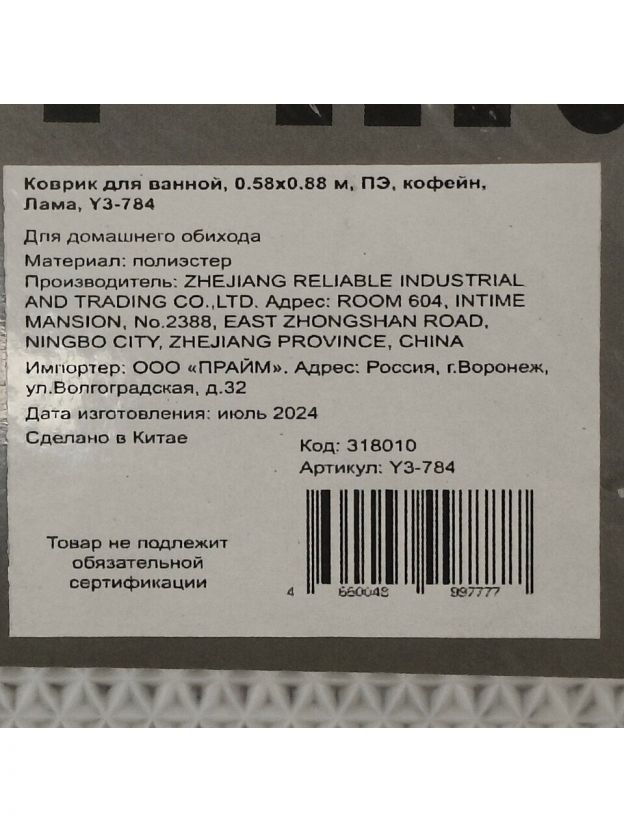 Коврик для ванной, 0.58х0.88 м, ПЭ, кофейн,
Лама, Y3-784
Для домашнего обихода
Материал: полиэстер
Производитель: ZHEJIANG RELIABLE INDUSTRIAL
AND TRADING CO.,LTD. Адрес: ROOM 604, INTIME
MANSION, No.2388, EAST ZHONGSHAN ROAD,
NINGBO CITY, ZHEJIANG PROVINCE, CHINA
Импортер: ООО «ПРАЙМ». Адрес: Россия, г.Воронеж,
ул.Волгоградская, д.32
Дата изготовления: июль 2024
Сделано в Китае
Код: 318010
Артикул: Y3-784
Товар не подлежит
обязательной
сертификации
4 660048 997777